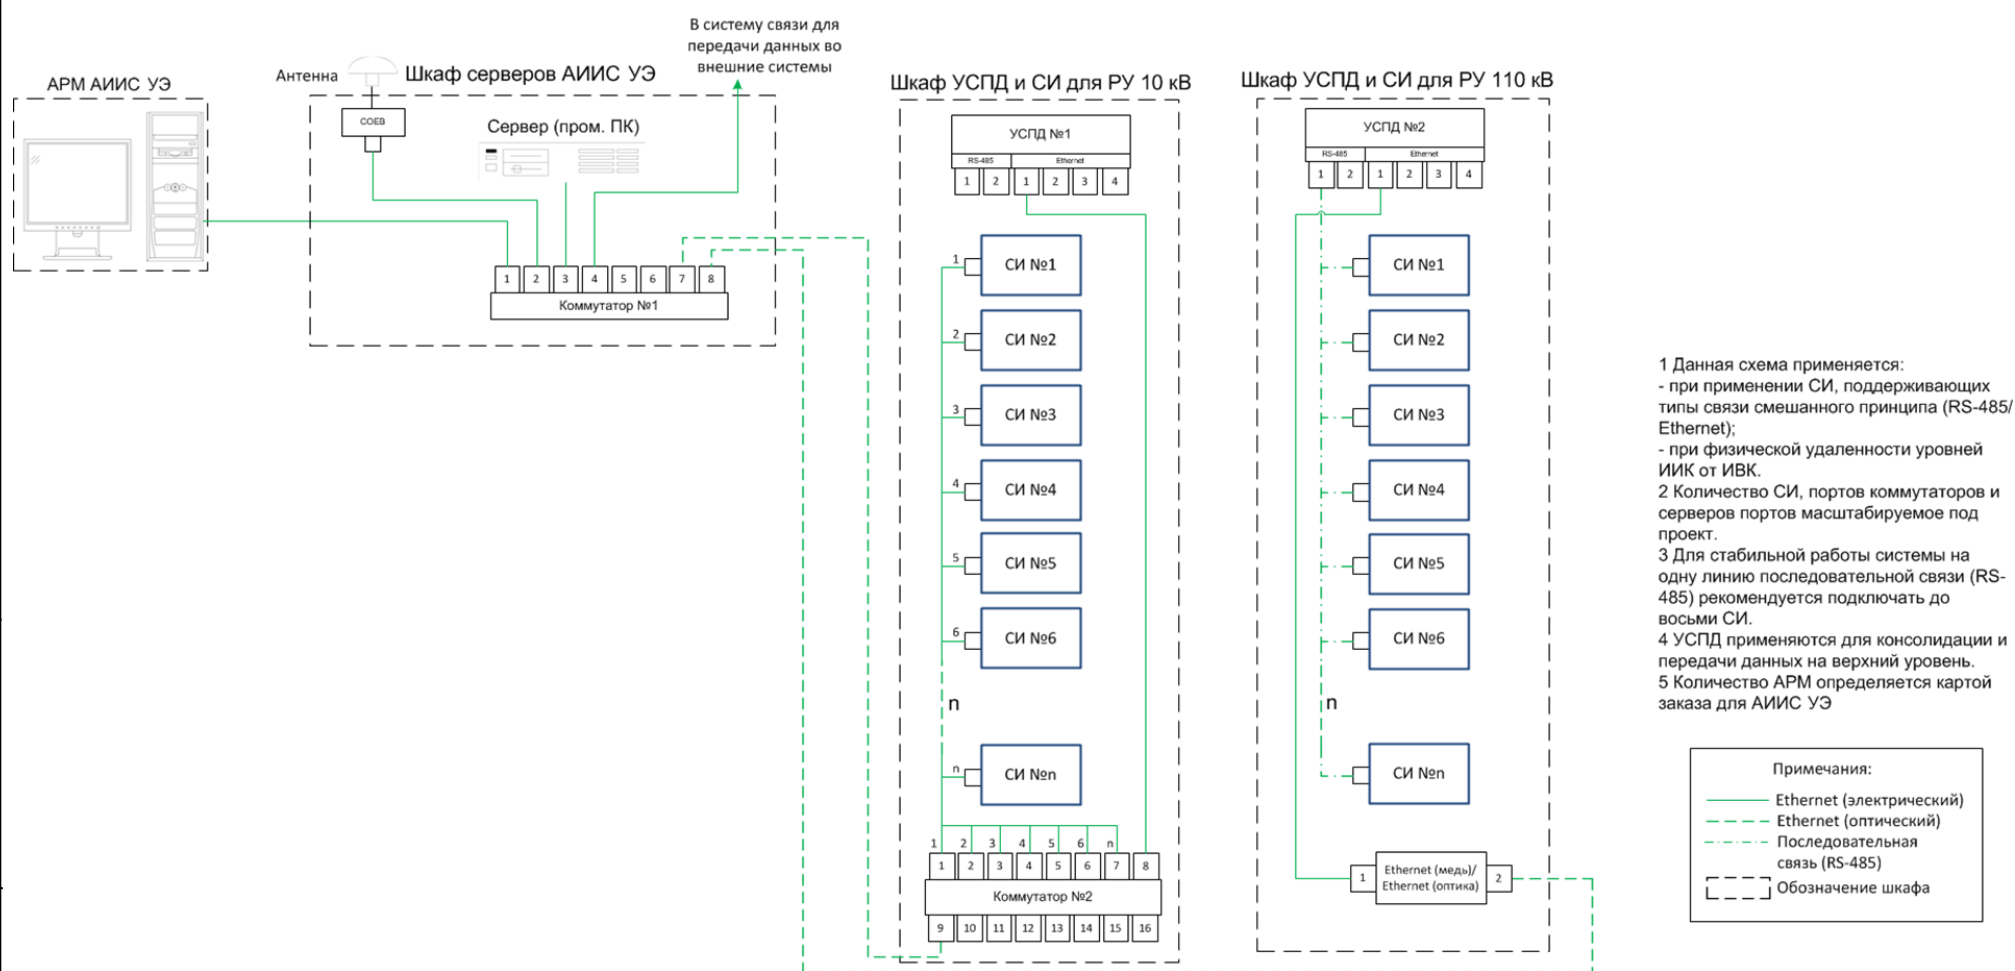 АРМ АИИС УЭ
Антенна
Шкаф серверов АИИС УЭ
СОЕВ
Сервер (пром. ПК)
В систему связи для
передачи данных во
внешние системы
1 2 3 4 5 6 7 8
Коммутатор №1
Шкаф УСПД и СИ для РУ 10 кВ
УСПД №1
RS-485 Ethernet
1 2 1 2 3 4
1 СИ №1
2 СИ №2
3 СИ №3
4 СИ №4
5 СИ №5
6 СИ №6
n
n СИ №n
1 2 3 4 5 6 n
1 2 3 4 5 6 7 8
Коммутатор №2
9 10 11 12 13 14 15 16
Шкаф УСПД и СИ для РУ 110 кВ
УСПД №2
RS-485 Ethernet
1 2 1 2 3 4
СИ №1
СИ №2
СИ №3
СИ №4
СИ №5
СИ №6
n
СИ №n
1 Ethernet (медь)/ 2
Ethernet (оптика)
1 Данная схема применяется:
- при применении СИ, поддерживающих
типы связи смешанного принципа (RS-485/
Ethernet);
- при физической удаленности уровней
ИИК от ИВК.
2 Количество СИ, портов коммутаторов и
серверов портов масштабируемое под
проект.
3 Для стабильной работы системы на
одну линию последовательной связи (RS-
485) рекомендуется подключать до
восьми СИ.
4 УСПД применяются для консолидации и
передачи данных на верхний уровень.
5 Количество АРМ определяется картой
заказа для АИИС УЭ
Примечания:
Ethernet (электрический)
Ethernet (оптический)
Последовательная
связь (RS-485)
Обозначение шкафа